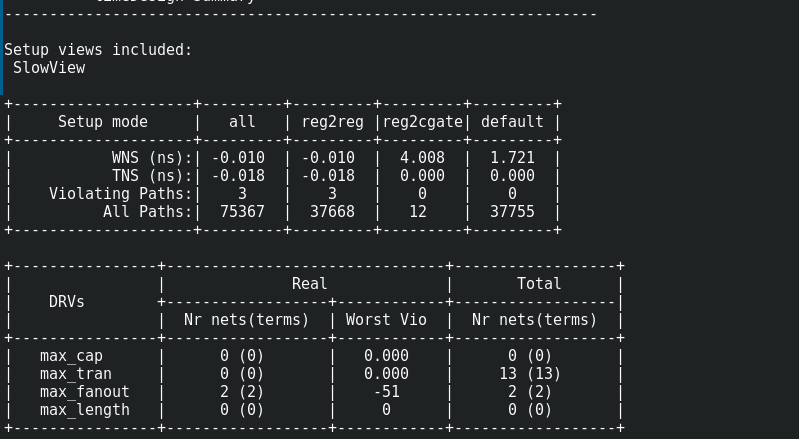 timeDesign Summary
------------------------------------------------------------------
Setup views included:
 SlowView
+--------------------+---------+---------+---------+---------+
|     Setup mode     |   all   | reg2reg |reg2cgate| default |
+--------------------+---------+---------+---------+---------+
|           WNS (ns):| -0.010  | -0.010  |  4.008  |  1.721  |
|           TNS (ns):| -0.018  | -0.018  |  0.000  |  0.000  |
|    Violating Paths:|    3    |    3    |    0    |    0    |
|          All Paths:|  75367  |  37668  |   12    |  37755  |
+--------------------+---------+---------+---------+---------+
+----------------+-------------------------------+------------------+
|                |              Real             |       Total      |
|    DRVs        +------------------+------------+------------------|
|                |  Nr nets(terms)  | Worst Vio  |  Nr nets(terms)  |
+----------------+------------------+------------+------------------+
|   max_cap      |      0 (0)       |   0.000    |      0 (0)       |
|   max_tran     |      0 (0)       |   0.000    |     13 (13)      |
|   max_fanout   |      2 (2)       |    -51     |      2 (2)       |
|   max_length   |      0 (0)       |     0      |      0 (0)       |
+----------------+------------------+------------+------------------+